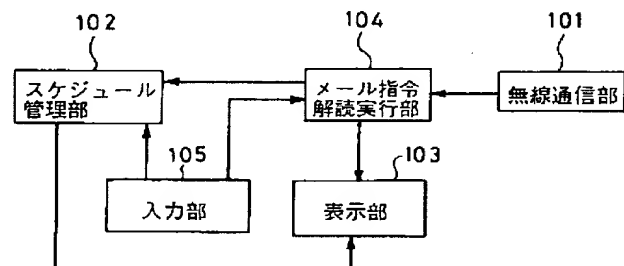 102
スケジュール
管理部
104
メール指令
解読実行部
101
無線通信部
105
入力部
103
表示部